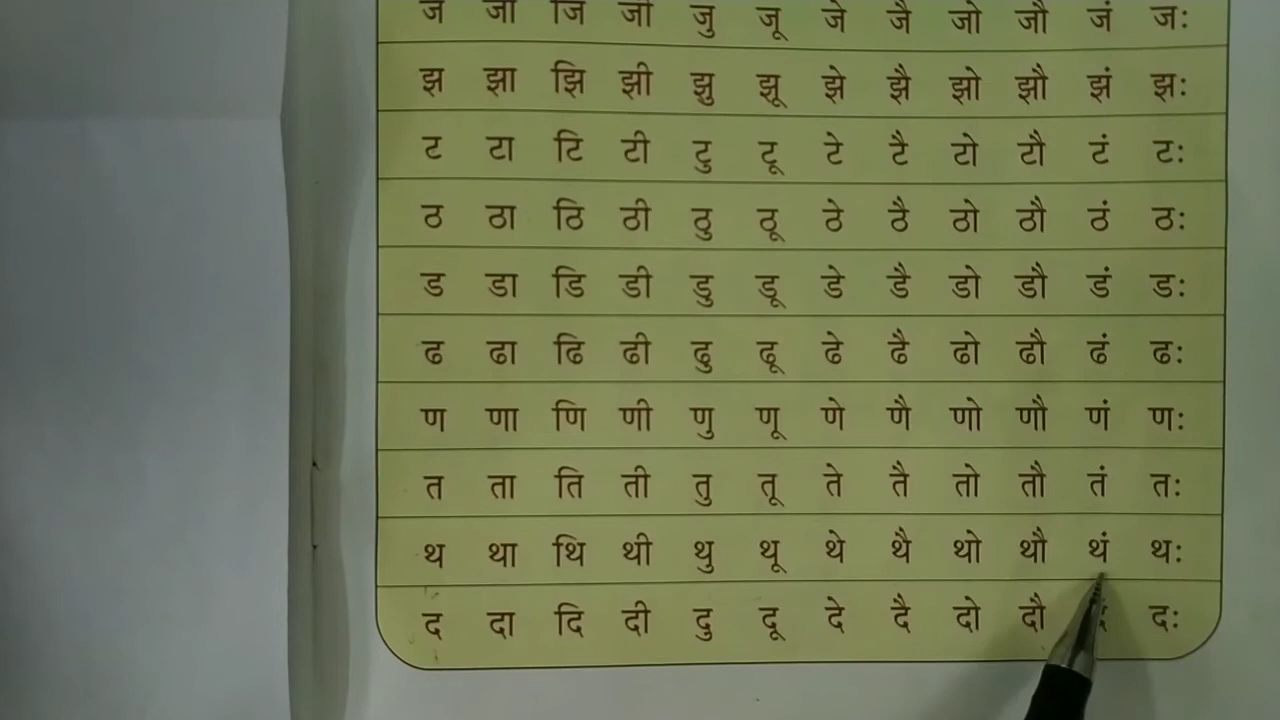 ज जा जि जी जु जू जे जै जो जौ जं जः
झ झा झि झी झु झू झे झै झो झौ झं झः
ट टा टि टी टु टू टे टै टो टौ टं टः
ठ ठा ठि ठी ठु ठू ठे ठै ठो ठौ ठं ठः
ड डा डि डी डु डू डे डै डो डौ डं डः
ढ ढा ढि ढी ढु ढू ढे ढै ढो ढौ ढं ढः
ण णा णि णी णु णू णे णै णो णौ णं णः
त ता ति ती तु तू ते तै तो तौ तं तः
थ था थि थी थु थू थे थै थो थौ थं थः
द दा दि दी दु दू दे दै दो दौ दः